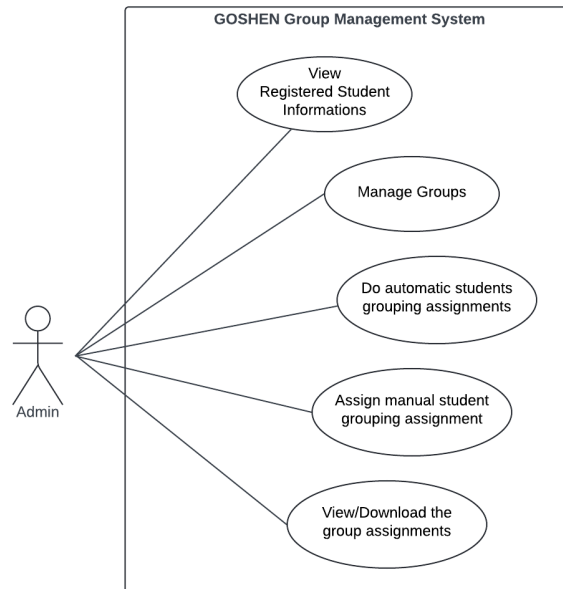 GOSHEN Group Management System
View
Registered Student
Informations
Manage Groups
Do automatic students
grouping assignments
Admin
Assign manual student
grouping assignment
View/Download the
group assignments